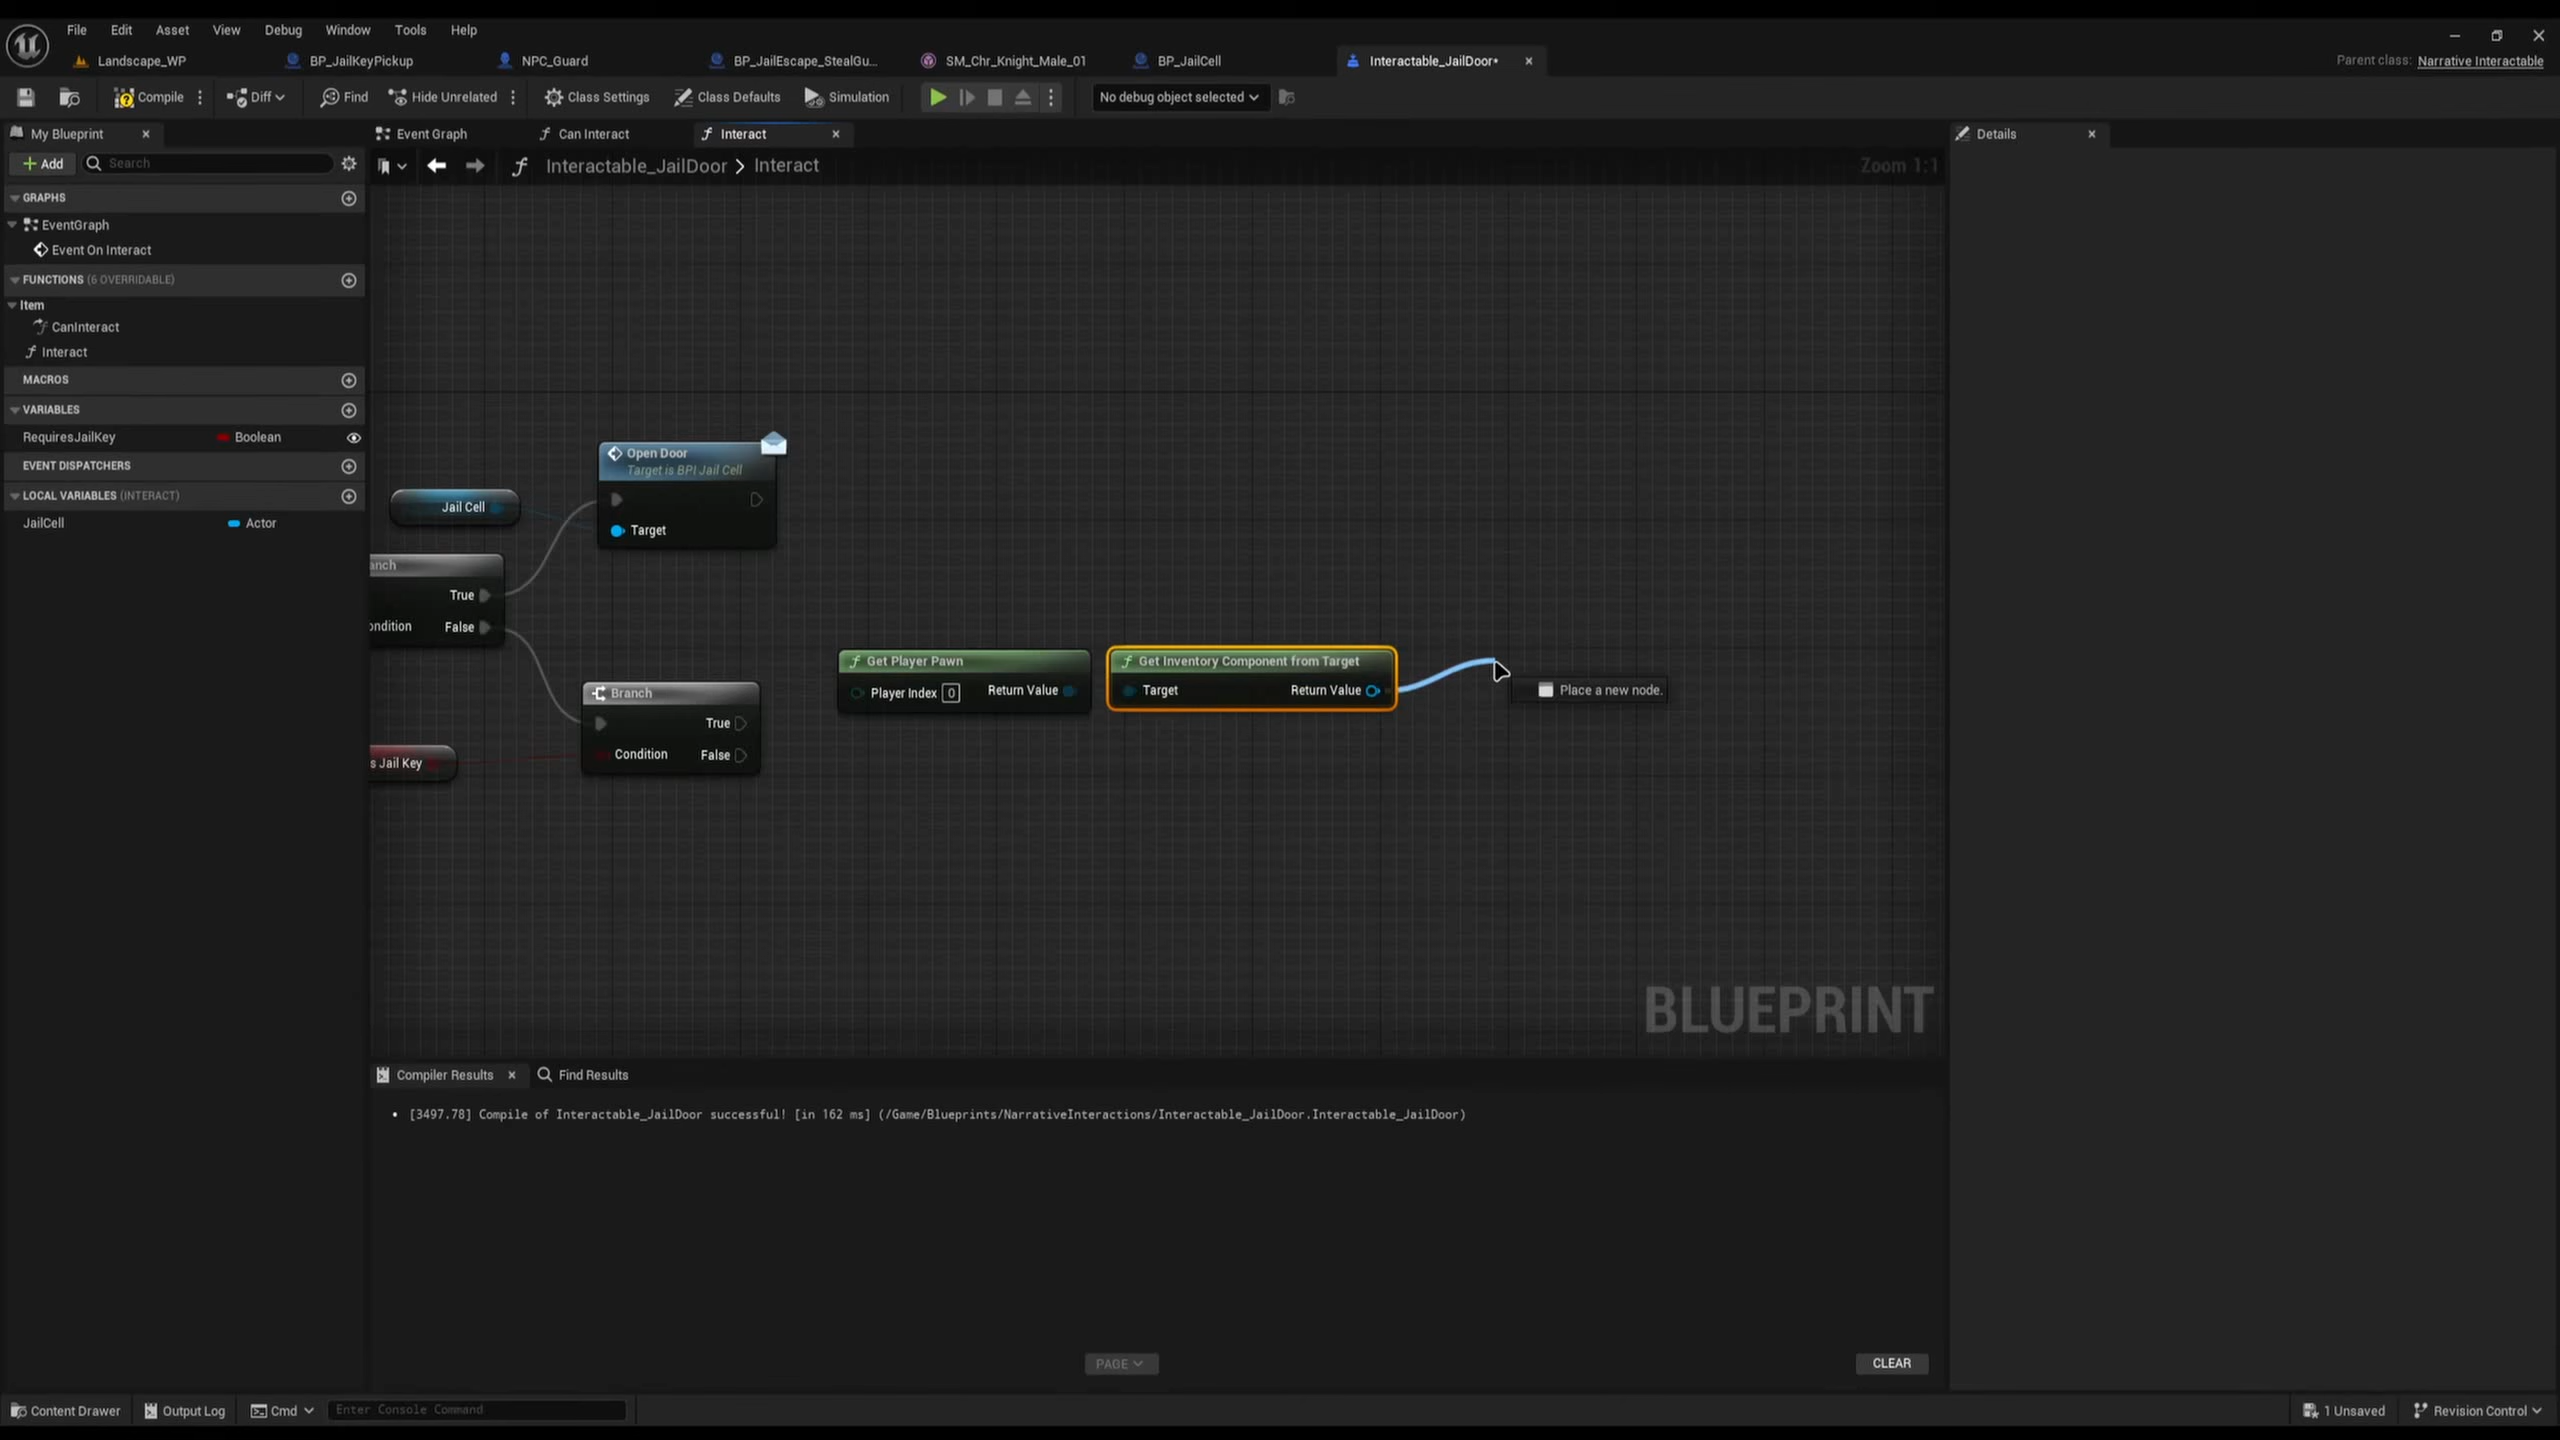 File Edit Asset View Debug Window Tools Help
Landscape_WP BP_JailKeyPickup NPC_Guard BP_JailEscape_StealGu... SM_Chr_Knight_Male_01 BP_JailCell Interactable_JailDoor*
Parent class: Narrative Interactable
Compile Diff Find Hide Unrelated Class Settings Class Defaults Simulation No debug object selected
My Blueprint
Event Graph Can Interact Interact
Details
Add Search
Interactable_JailDoor > Interact
Zoom 1:1
GRAPHS
EventGraph
Event On Interact
FUNCTIONS (6 OVERRIDABLE)
Item
CanInteract
Interact
MACROS
VARIABLES
RequiresJailKey Boolean
EVENT DISPATCHERS
LOCAL VARIABLES (INTERACT)
JailCell Actor
Open Door
Target is BPI Jail Cell
Target
Jail Cell
anch
True
ondition False
s Jail Key
Branch
True
Condition False
Get Player Pawn
Player Index 0 Return Value
Get Inventory Component from Target
Target Return Value
Place a new node.
BLUEPRINT
Compiler Results Find Results
• [3497.78] Compile of Interactable_JailDoor successful! [in 162 ms] (/Game/Blueprints/NarrativeInteractions/Interactable_JailDoor.Interactable_JailDoor)
PAGE
CLEAR
Content Drawer Output Log Cmd Enter Console Command
1 Unsaved Revision Control